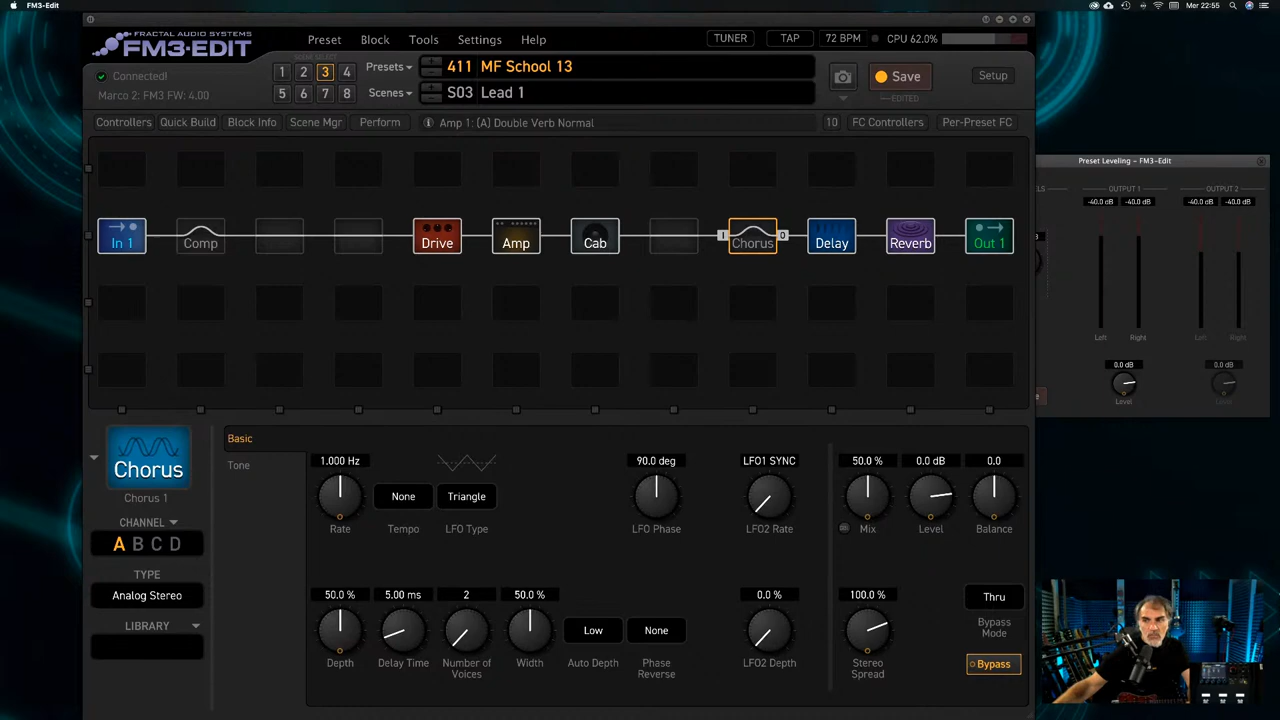 FM3-Edit
Mer 22:55
FRACTAL AUDIO SYSTEMS
FM3-EDIT
Preset Block Tools Settings Help
TUNER TAP 72 BPM CPU 62.0%
Connected!
Marco 2: FM3 FW: 4.00
SCENE SELECT
1 2 3 4
5 6 7 8
Presets 411 MF School 13
Scenes S03 Lead 1
Save
EDITED
Setup
Controllers Quick Build Block Info Scene Mgr Perform Amp 1: (A) Double Verb Normal 10 FC Controllers Per-Preset FC
In 1 Comp Drive Amp Cab I Chorus O Delay Reverb Out 1
Preset Leveling - FM3-Edit
OUTPUT 1 OUTPUT 2
-40.0 dB -40.0 dB -40.0 dB -40.0 dB
Left Right Left Right
0.0 dB 0.0 dB
Level Level
Chorus
Chorus 1
CHANNEL
A B C D
TYPE
Analog Stereo
LIBRARY
Basic
Tone
1.000 Hz 90.0 deg LFO1 SYNC 50.0 % 0.0 dB 0.0
None Triangle
Rate Tempo LFO Type LFO Phase LFO2 Rate Mix Level Balance
50.0 % 5.00 ms 2 50.0 % 0.0 % 100.0 %
Low None
Depth Delay Time Number of Voices Width Auto Depth Phase Reverse LFO2 Depth Stereo Spread
Thru
Bypass Mode
Bypass